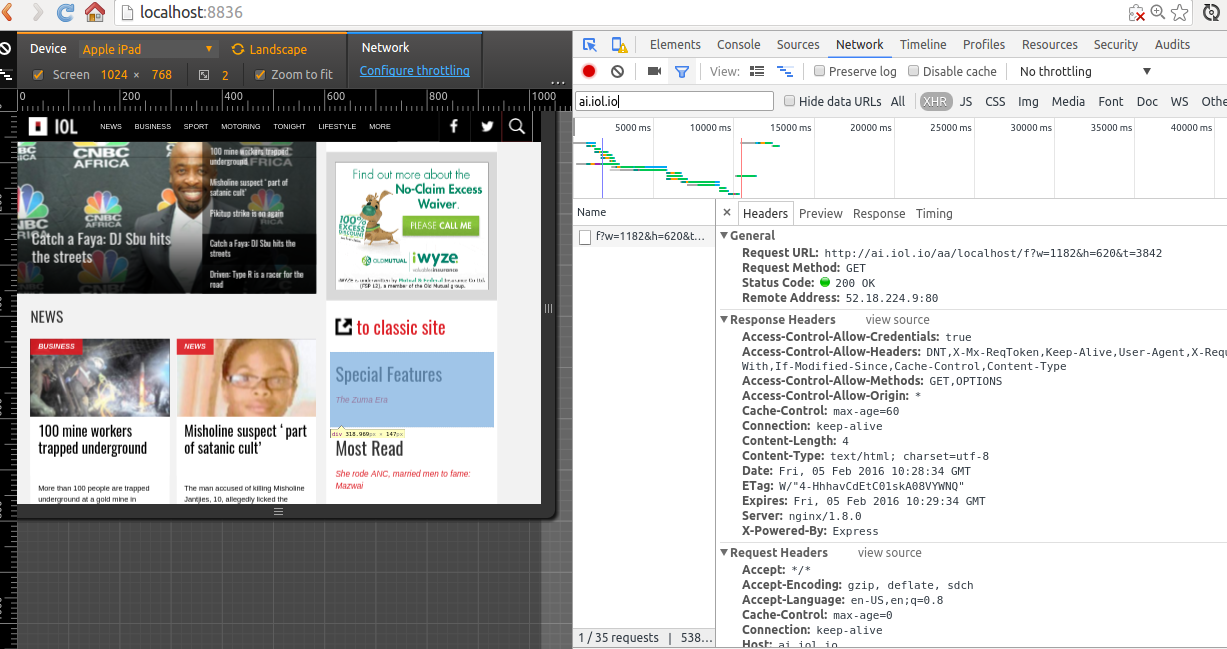 localhost:8836
Device Apple iPad Landscape
Screen 1024 × 768 2 Zoom to fit
Network
Configure throttling
...
0 200 400 600 800 1000
IOL NEWS BUSINESS SPORT MOTORING TONIGHT LIFESTYLE MORE
CNBC
AFRICA
CNBC
AFRICA
Catch a Faya: DJ Sbu hits
the streets
100 mine workers trapped
underground
Misholine suspect ‘ part of
satanic cult’
Pikitup strike is on again
Catch a Faya: DJ Sbu hits the
streets
Driven: Type R is a racer for the
road
Find out more about the
No-Claim Excess
Waiver.
100%
EXCESS
DISCOUNT
PLEASE CALL ME
OLDMUTUAL iwyze
valuable insurance
NEWS
BUSINESS
100 mine workers
trapped underground
More than 100 people are trapped
underground at a gold mine in
NEWS
Misholine suspect ‘ part
of satanic cult’
The man accused of killing Misholine
Jantjies, 10, allegedly licked the
to classic site
Special Features
The Zuma Era
div 318.969px × 147px
Most Read
She rode ANC, married men to fame:
Mazwai
Elements Console Sources Network Timeline Profiles Resources Security Audits
View: Preserve log Disable cache No throttling
ai.iol.io Hide data URLs All XHR JS CSS Img Media Font Doc WS Othe
5000 ms 10000 ms 15000 ms 20000 ms 25000 ms 30000 ms 35000 ms 40000 ms
Name
f?w=1182&h=620&t...
1 / 35 requests | 538...
× Headers Preview Response Timing
General
Request URL: http://ai.iol.io/aa/localhost/f?w=1182&h=620&t=3842
Request Method: GET
Status Code: 200 OK
Remote Address: 52.18.224.9:80
Response Headers view source
Access-Control-Allow-Credentials: true
Access-Control-Allow-Headers: DNT,X-Mx-ReqToken,Keep-Alive,User-Agent,X-Requ
With,If-Modified-Since,Cache-Control,Content-Type
Access-Control-Allow-Methods: GET,OPTIONS
Access-Control-Allow-Origin: *
Cache-Control: max-age=60
Connection: keep-alive
Content-Length: 4
Content-Type: text/html; charset=utf-8
Date: Fri, 05 Feb 2016 10:28:34 GMT
ETag: W/"4-HhhavCdEtC01skA08VYWNQ"
Expires: Fri, 05 Feb 2016 10:29:34 GMT
Server: nginx/1.8.0
X-Powered-By: Express
Request Headers view source
Accept: */*
Accept-Encoding: gzip, deflate, sdch
Accept-Language: en-US,en;q=0.8
Cache-Control: max-age=0
Connection: keep-alive
Host: ai.iol.io